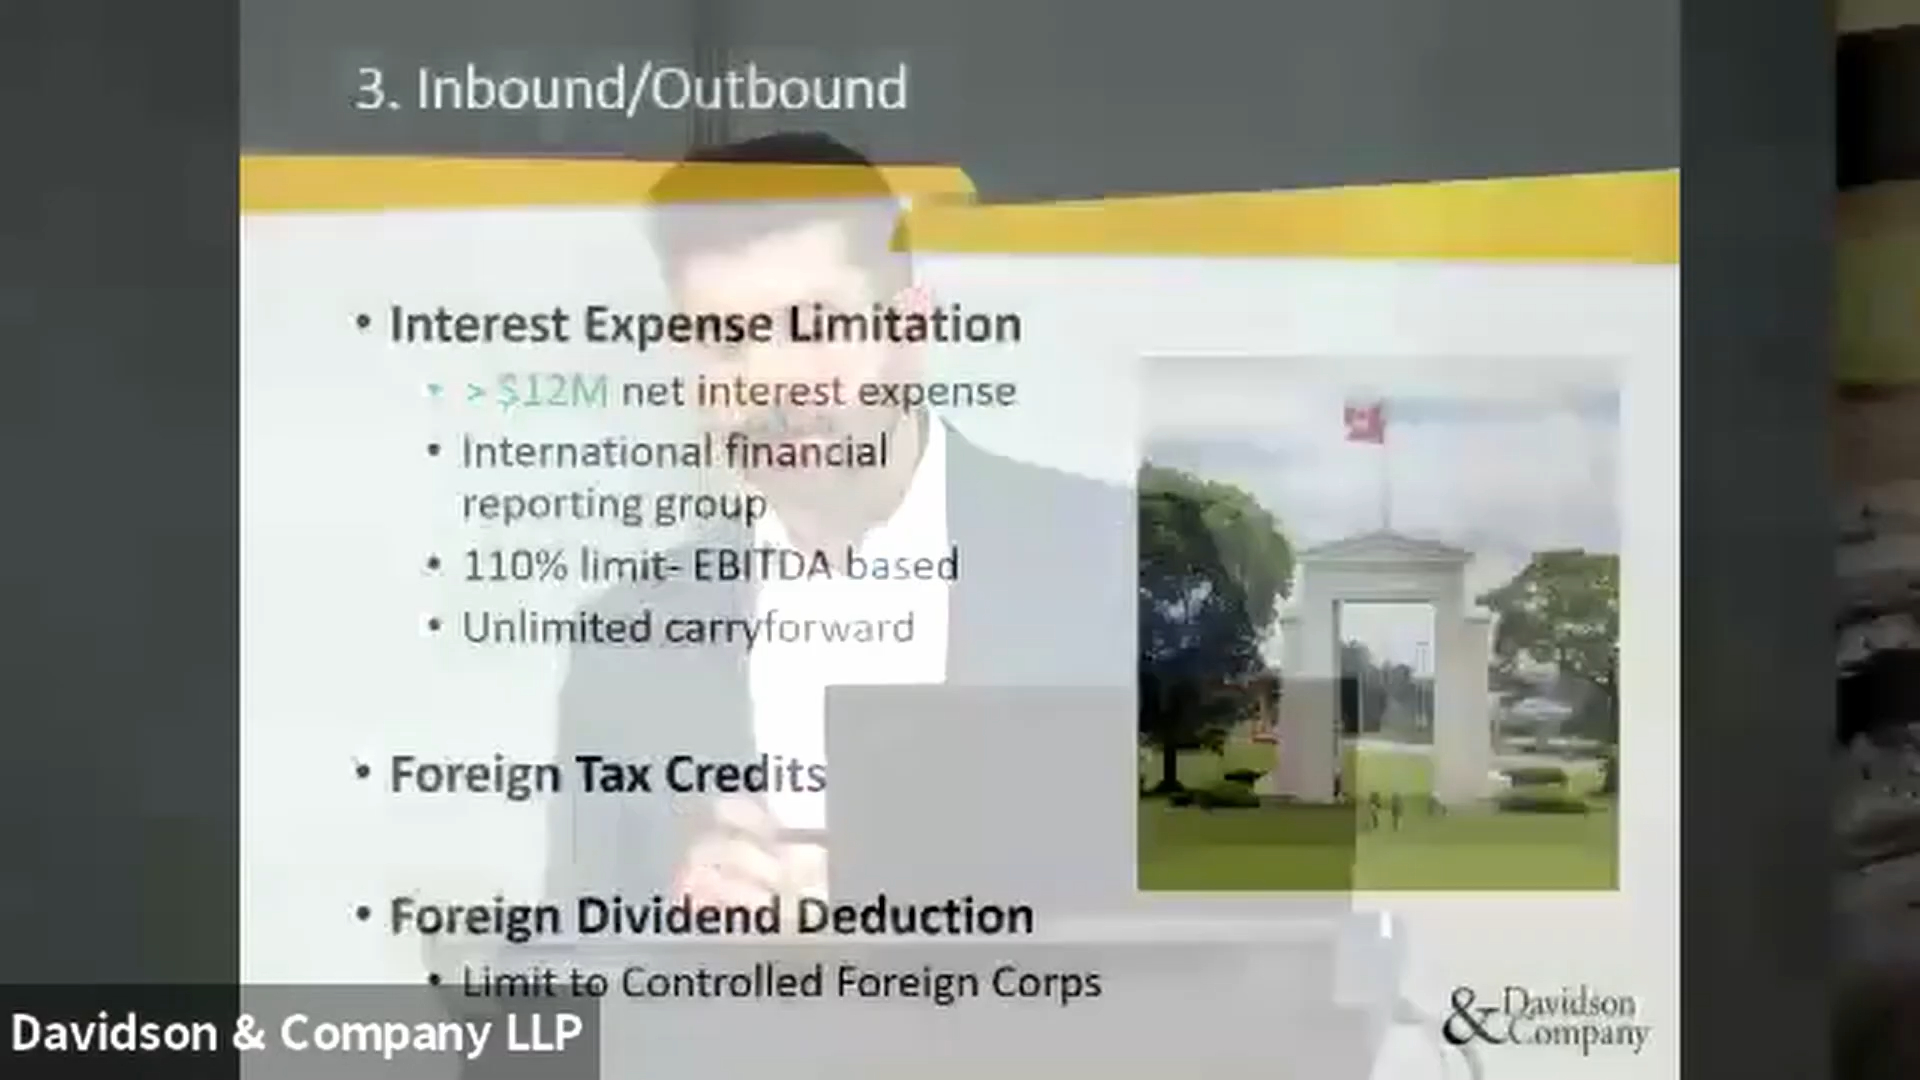 3. Inbound/Outbound
• Interest Expense Limitation
• > $12M net interest expense
• International financial
reporting group
• 110% limit- EBITDA based
• Unlimited carryforward
• Foreign Tax Credits
• Foreign Dividend Deduction
• Limit to Controlled Foreign Corps
Davidson & Company LLP
& Davidson
Company